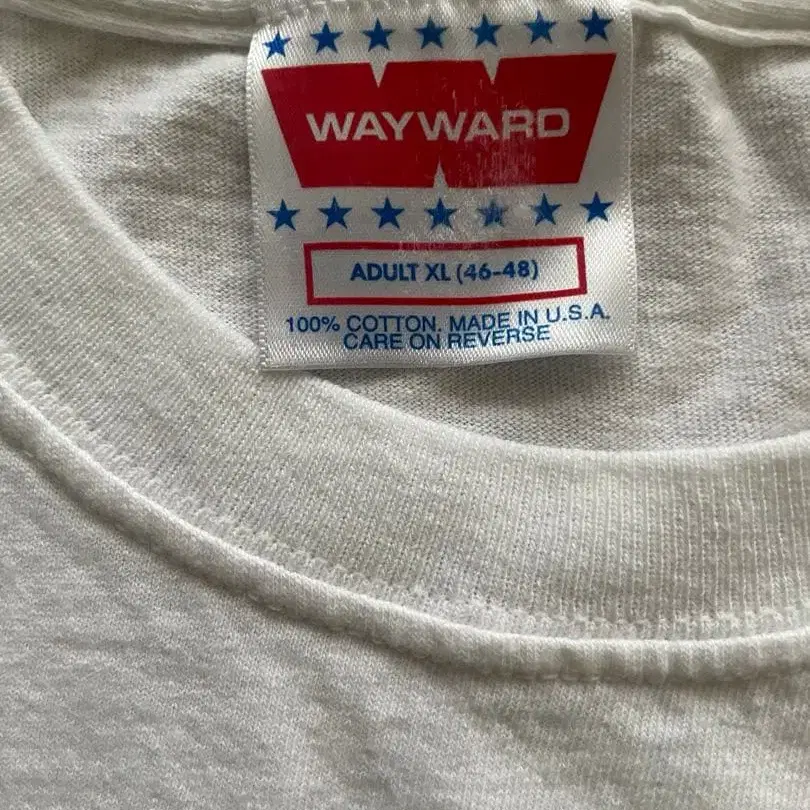 WAYWARD
ADULT XL (46-48)
100% COTTON. MADE IN U.S.A.
CARE ON REVERSE